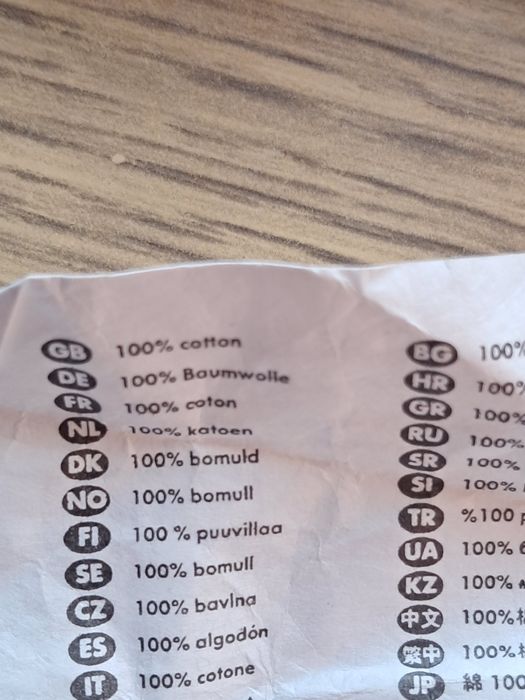 GB 100% cotton
DE 100% Baumwolle
FR 100% coton
NL 100% katoen
DK 100% bomuld
NO 100% bomull
FI 100 % puuvillaa
SE 100% bomull
CZ 100% bavlna
ES 100% algodón
IT 100% cotone
BG 100%
HR 100%
GR 100%
RU 100%
SR 100%
SI 100%
TR %100
UA 100%
KZ 100%
中文 100%
繁中 100%
JP 綿 100